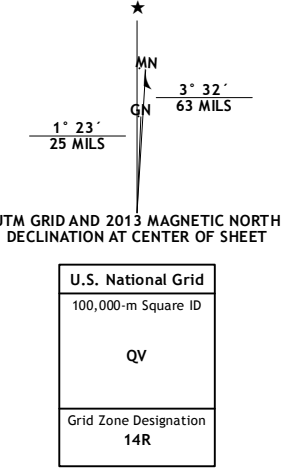 MN
GN
3° 32´
63 MILS
1° 23´
25 MILS
UTM GRID AND 2013 MAGNETIC NORTH
DECLINATION AT CENTER OF SHEET
U.S. National Grid
100,000-m Square ID
QV
Grid Zone Designation
14R